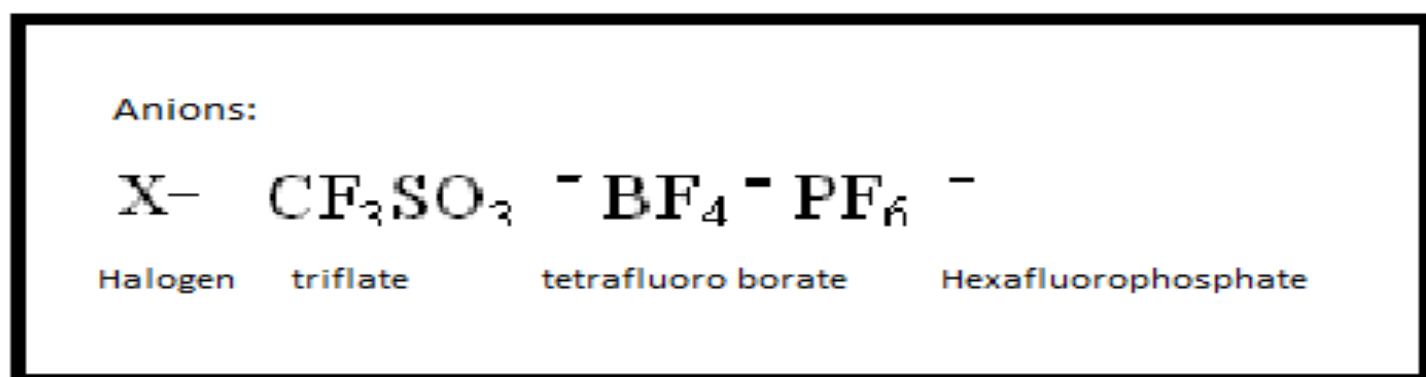 Anions:
X– CF₃SO₃ ⁻ BF₄⁻ PF₆ ⁻
Halogen triflate tetrafluoro borate Hexafluorophosphate